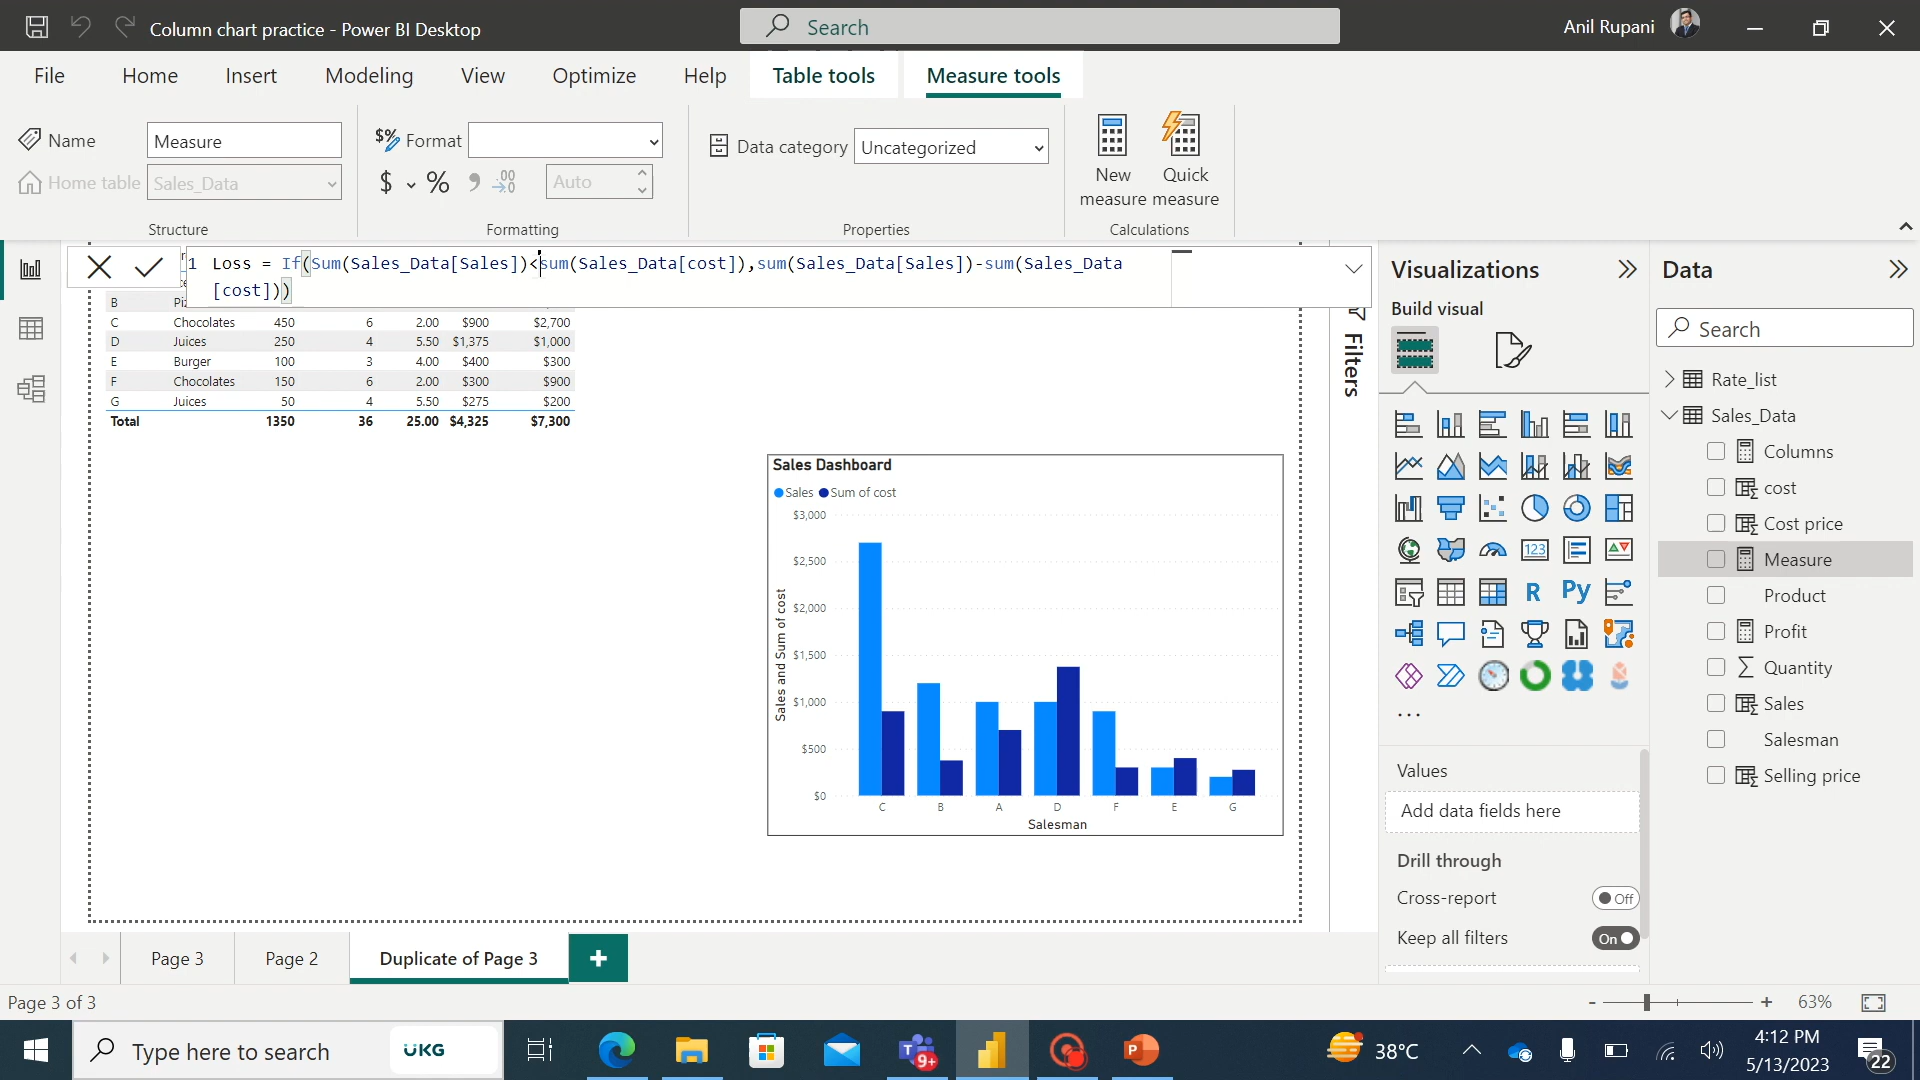 Column chart practice - Power BI Desktop
Search
Anil Rupani
File
Home
Insert
Modeling
View
Optimize
Help
Table tools
Measure tools
Name
Measure
Home table
Sales_Data
Structure
Format
$%
$
%
.00
Auto
Formatting
Data category
Uncategorized
Properties
New measure
Quick measure
Calculations
1 Loss = If(Sum(Sales_Data[Sales])<sum(Sales_Data[cost]),sum(Sales_Data[Sales])-sum(Sales_Data
[cost]))
B
C Chocolates 450 6 2.00 $900 $2,700
D Juices 250 4 5.50 $1,375 $1,000
E Burger 100 3 4.00 $400 $300
F Chocolates 150 6 2.00 $300 $900
G Juices 50 4 5.50 $275 $200
Total 1350 36 25.00 $4,325 $7,300
Sales Dashboard
Sales Sum of cost
Sales and Sum of cost
$3,000
$2,500
$2,000
$1,500
$1,000
$500
$0
C B A D F E G
Salesman
Filters
Visualizations
Build visual
123
R
Py
...
Values
Add data fields here
Drill through
Cross-report
Off
Keep all filters
On
Data
Search
Rate_list
Sales_Data
Columns
cost
Cost price
Measure
Product
Profit
Quantity
Sales
Salesman
Selling price
Page 3
Page 2
Duplicate of Page 3
+
Page 3 of 3
- + 63%
Type here to search
UKG
9+
38°C
4:12 PM
5/13/2023
22